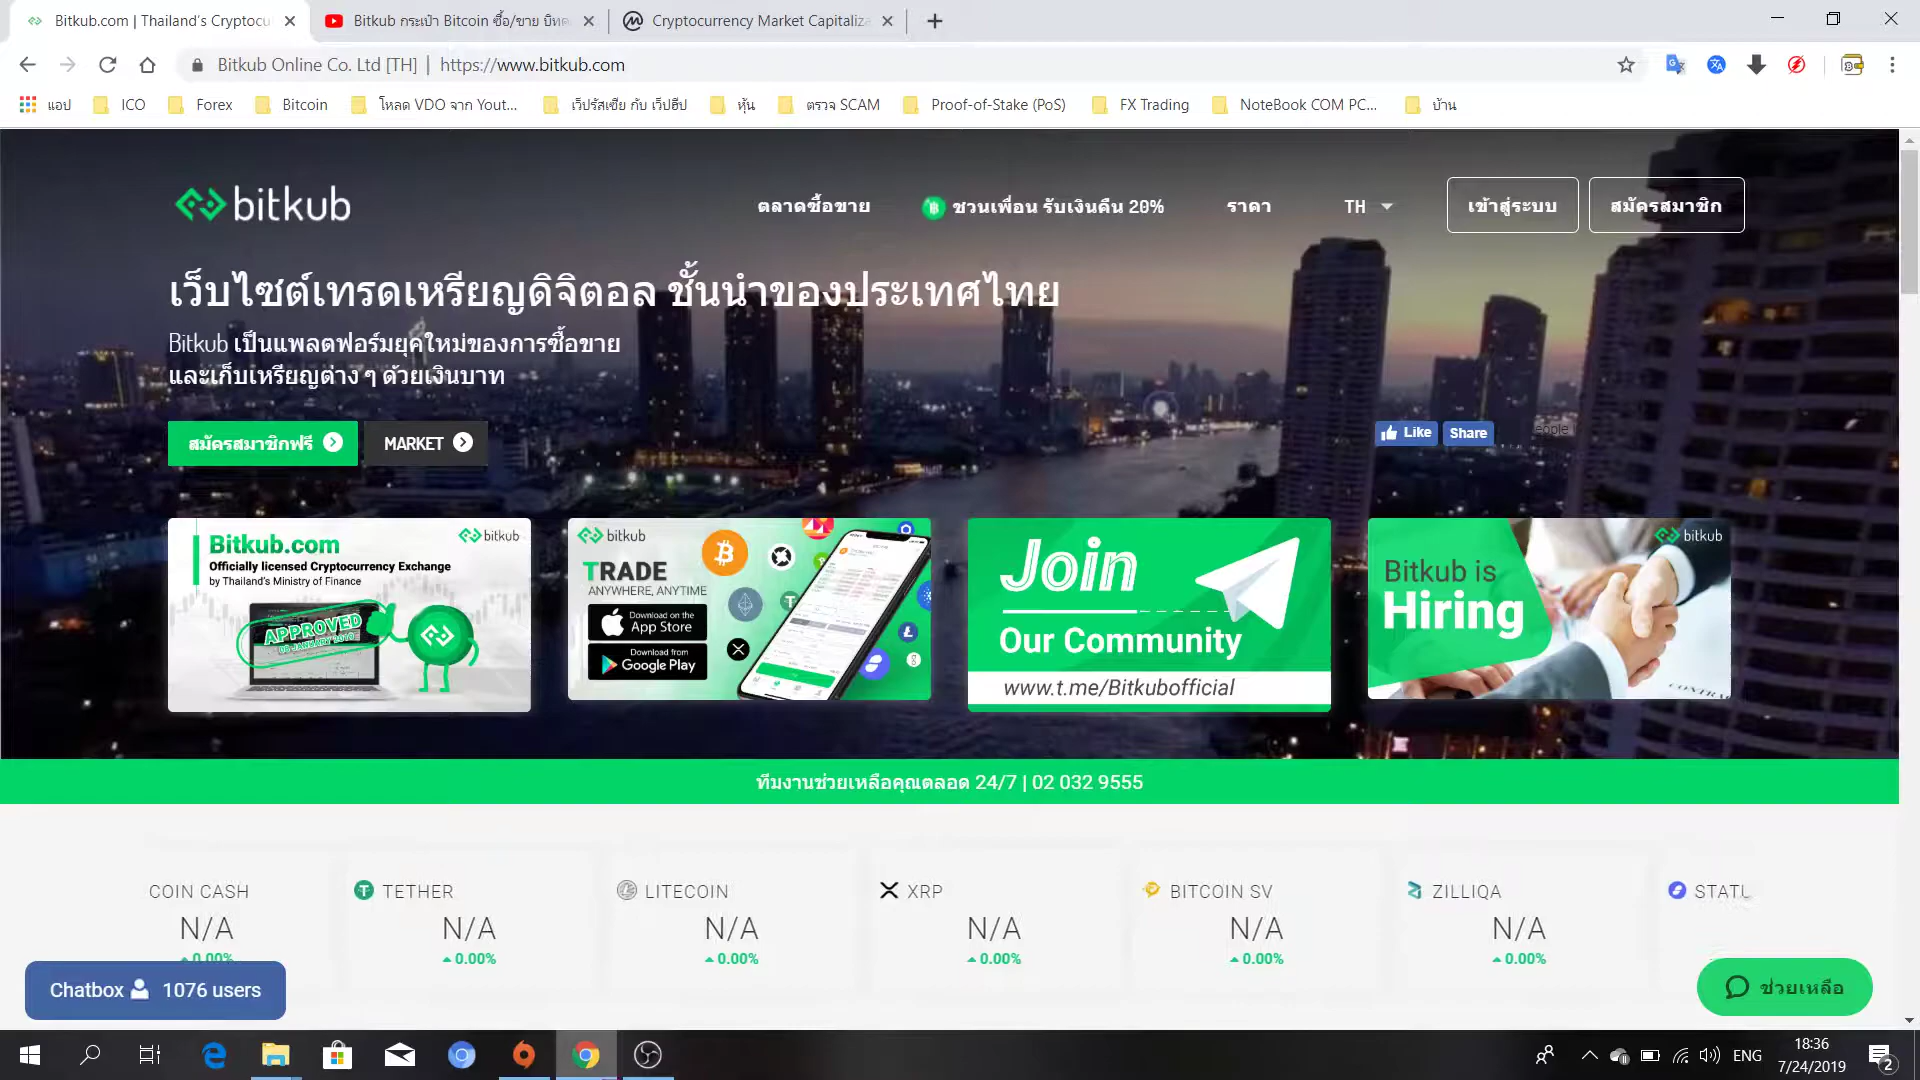 Bitkub.com | Thailand's Cryptocu
Bitkub กระเป๋า Bitcoin ซื้อ/ขาย บิทค
Cryptocurrency Market Capitaliza
Bitkub Online Co. Ltd [TH] | https://www.bitkub.com
แอป ICO Forex Bitcoin โหลด VDO จาก Yout... เว็ปรัสเซีย กับ เว็ปฮีป หุ้น ตรวจ SCAM Proof-of-Stake (PoS) FX Trading NoteBook COM PC... บ้าน
bitkub
ตลาดซื้อขาย ชวนเพื่อน รับเงินคืน 20% ราคา TH เข้าสู่ระบบ สมัครสมาชิก
เว็บไซต์เทรดเหรียญดิจิตอล ชั้นนำของประเทศไทย
Bitkub เป็นแพลตฟอร์มยุคใหม่ของการซื้อขาย
และเก็บเหรียญต่าง ๆ ด้วยเงินบาท
สมัครสมาชิกฟรี MARKET
Like Share
bitkub
Bitkub.com
Officially licensed Cryptocurrency Exchange
by Thailand's Ministry of Finance
APPROVED
bitkub
TRADE
ANYWHERE, ANYTIME
Download on the
App Store
Download from
Google Play
Join
Our Community
www.t.me/Bitkubofficial
bitkub
Bitkub is
Hiring
ทีมงานช่วยเหลือคุณตลอด 24/7 | 02 032 9555
COIN CASH TETHER LITECOIN XRP BITCOIN SV ZILLIQA STATU
N/A N/A N/A N/A N/A N/A
0.00% 0.00% 0.00% 0.00% 0.00% 0.00%
Chatbox 1076 users
ช่วยเหลือ
ENG
18:36
7/24/2019
2